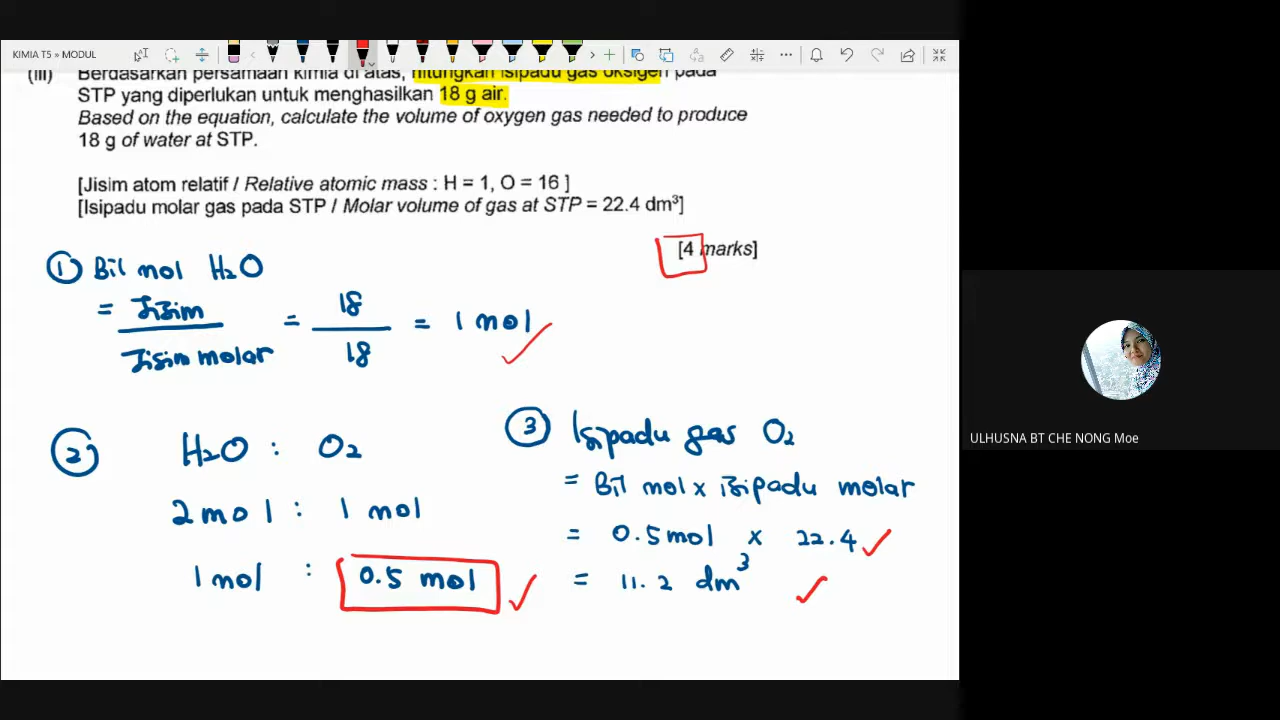 KIMIA T5 » MODUL
(iii) Berdasarkan persamaan kimia di atas, hitungkan isipadu gas oksigen pada
STP yang diperlukan untuk menghasilkan 18 g air.
Based on the equation, calculate the volume of oxygen gas needed to produce
18 g of water at STP.
[Jisim atom relatif / Relative atomic mass : H = 1, O = 16 ]
[Isipadu molar gas pada STP / Molar volume of gas at STP = 22.4 dm³]
[4 marks]
① Bil mol H₂O
= Jisim / Jisim molar = 18 / 18 = 1 mol ✓
② H₂O : O₂
2 mol : 1 mol
1 mol : 0.5 mol ✓
③ Isipadu gas O₂
= Bil mol x isipadu molar
= 0.5 mol x 22.4 ✓
= 11.2 dm³ ✓
ULHUSNA BT CHE NONG Moe